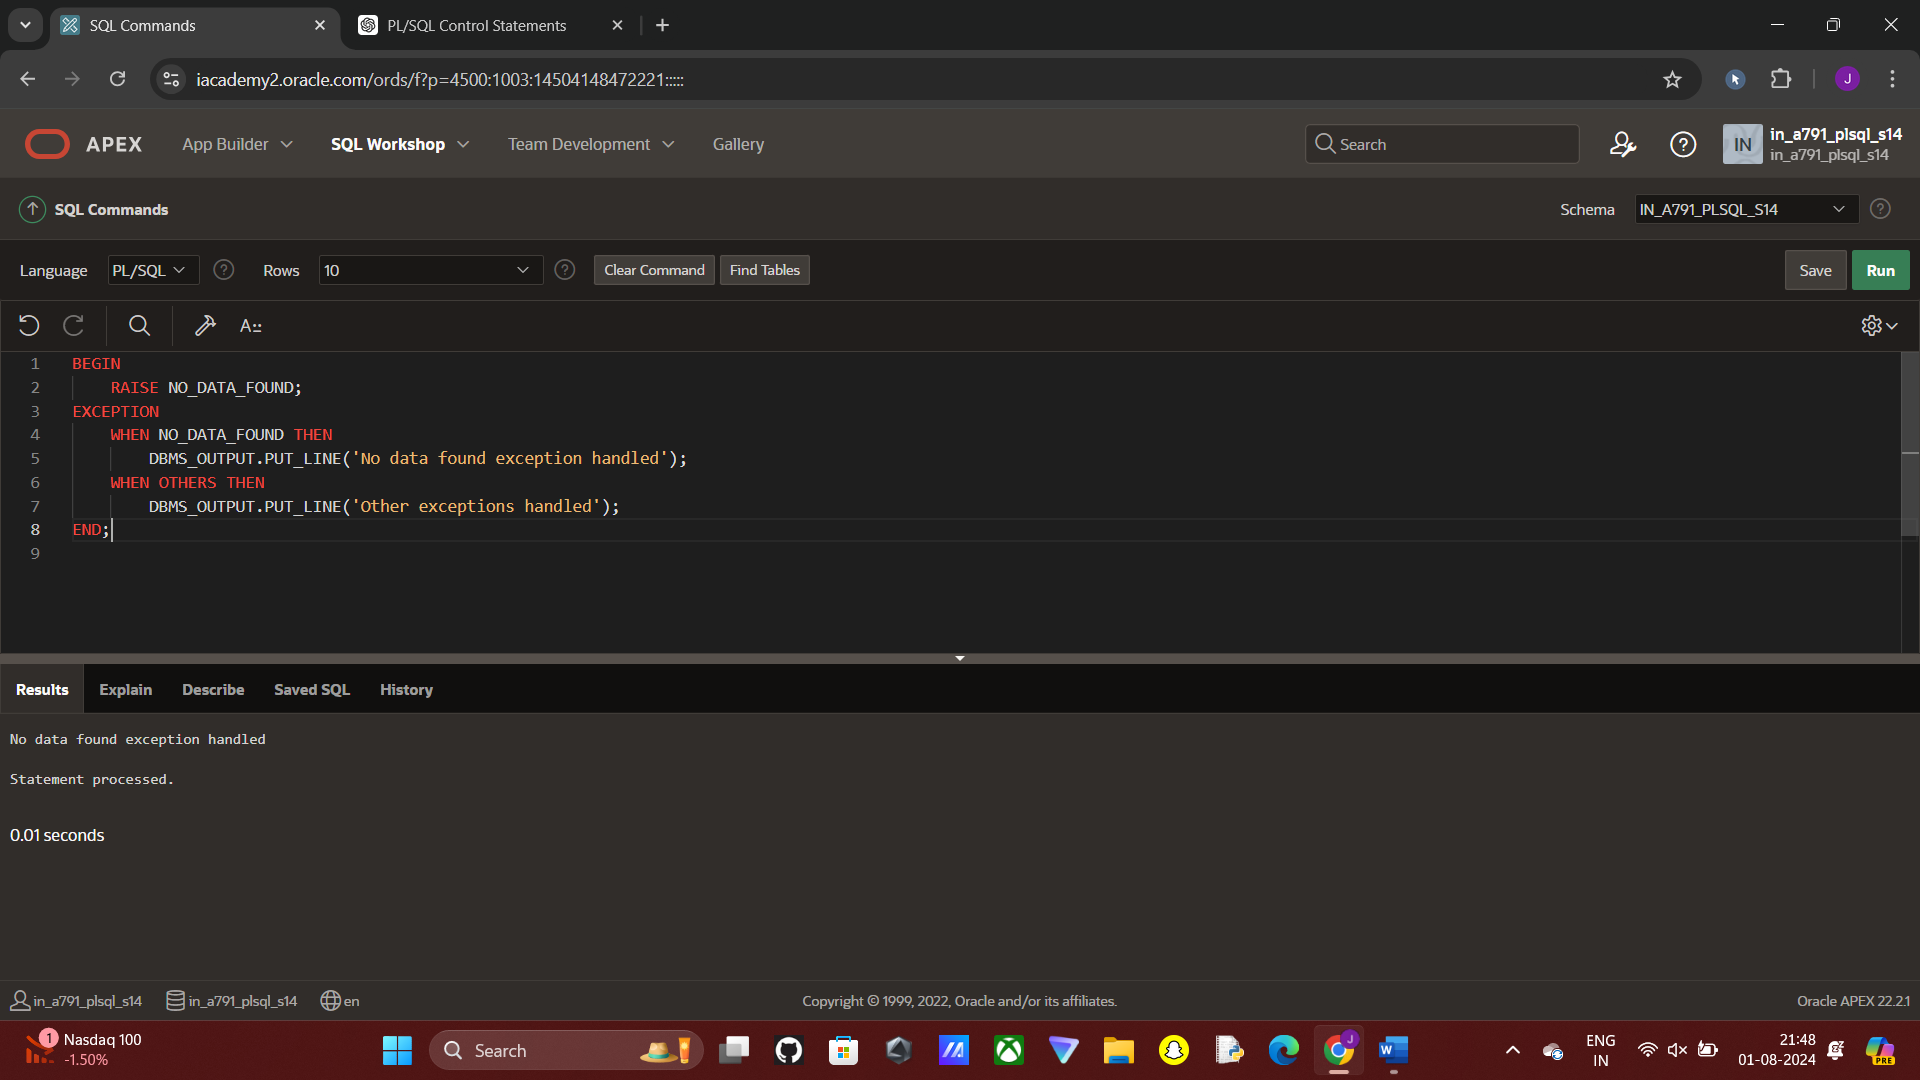 SQL Commands
PL/SQL Control Statements
iacademy2.oracle.com/ords/f?p=4500:1003:14504148472221:::::
J
APEX
App Builder
SQL Workshop
Team Development
Gallery
Search
IN
in_a791_plsql_s14
in_a791_plsql_s14
SQL Commands
Schema
IN_A791_PLSQL_S14
Language
PL/SQL
Rows
10
Clear Command
Find Tables
Save
Run
A::
1 BEGIN
2 RAISE NO_DATA_FOUND;
3 EXCEPTION
4 WHEN NO_DATA_FOUND THEN
5 DBMS_OUTPUT.PUT_LINE('No data found exception handled');
6 WHEN OTHERS THEN
7 DBMS_OUTPUT.PUT_LINE('Other exceptions handled');
8 END;
9
Results
Explain
Describe
Saved SQL
History
No data found exception handled
Statement processed.
0.01 seconds
in_a791_plsql_s14
in_a791_plsql_s14
en
Copyright © 1999, 2022, Oracle and/or its affiliates.
Oracle APEX 22.2.1
1
Nasdaq 100
-1.50%
Search
J
W
ENG
IN
21:48
01-08-2024
PRE